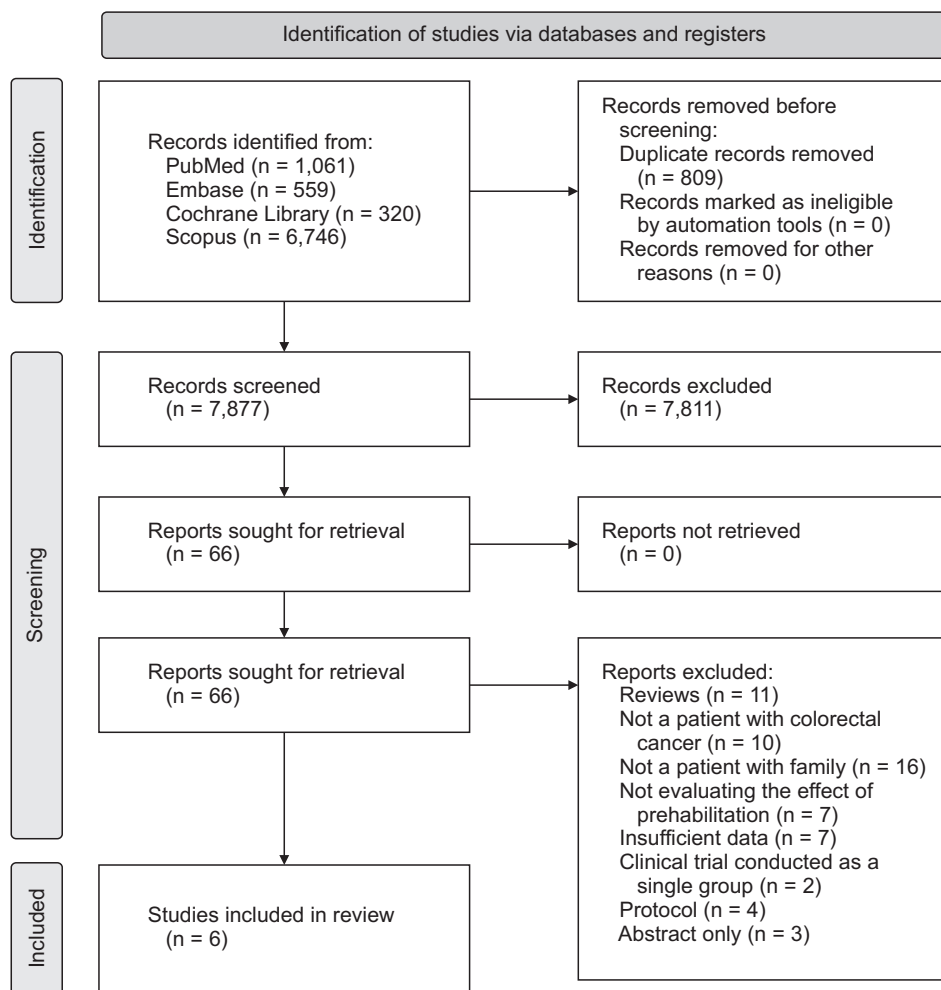 Identification of studies via databases and registers
Identification
Records identified from:
PubMed (n = 1,061)
Embase (n = 559)
Cochrane Library (n = 320)
Scopus (n = 6,746)
Records removed before
screening:
Duplicate records removed
(n = 809)
Records marked as ineligible
by automation tools (n = 0)
Records removed for other
reasons (n = 0)
Screening
Records screened
(n = 7,877)
Records excluded
(n = 7,811)
Reports sought for retrieval
(n = 66)
Reports not retrieved
(n = 0)
Reports sought for retrieval
(n = 66)
Reports excluded:
Reviews (n = 11)
Not a patient with colorectal
cancer (n = 10)
Not a patient with family (n = 16)
Not evaluating the effect of
prehabilitation (n = 7)
Insufficient data (n = 7)
Clinical trial conducted as a
single group (n = 2)
Protocol (n = 4)
Abstract only (n = 3)
Included
Studies included in review
(n = 6)